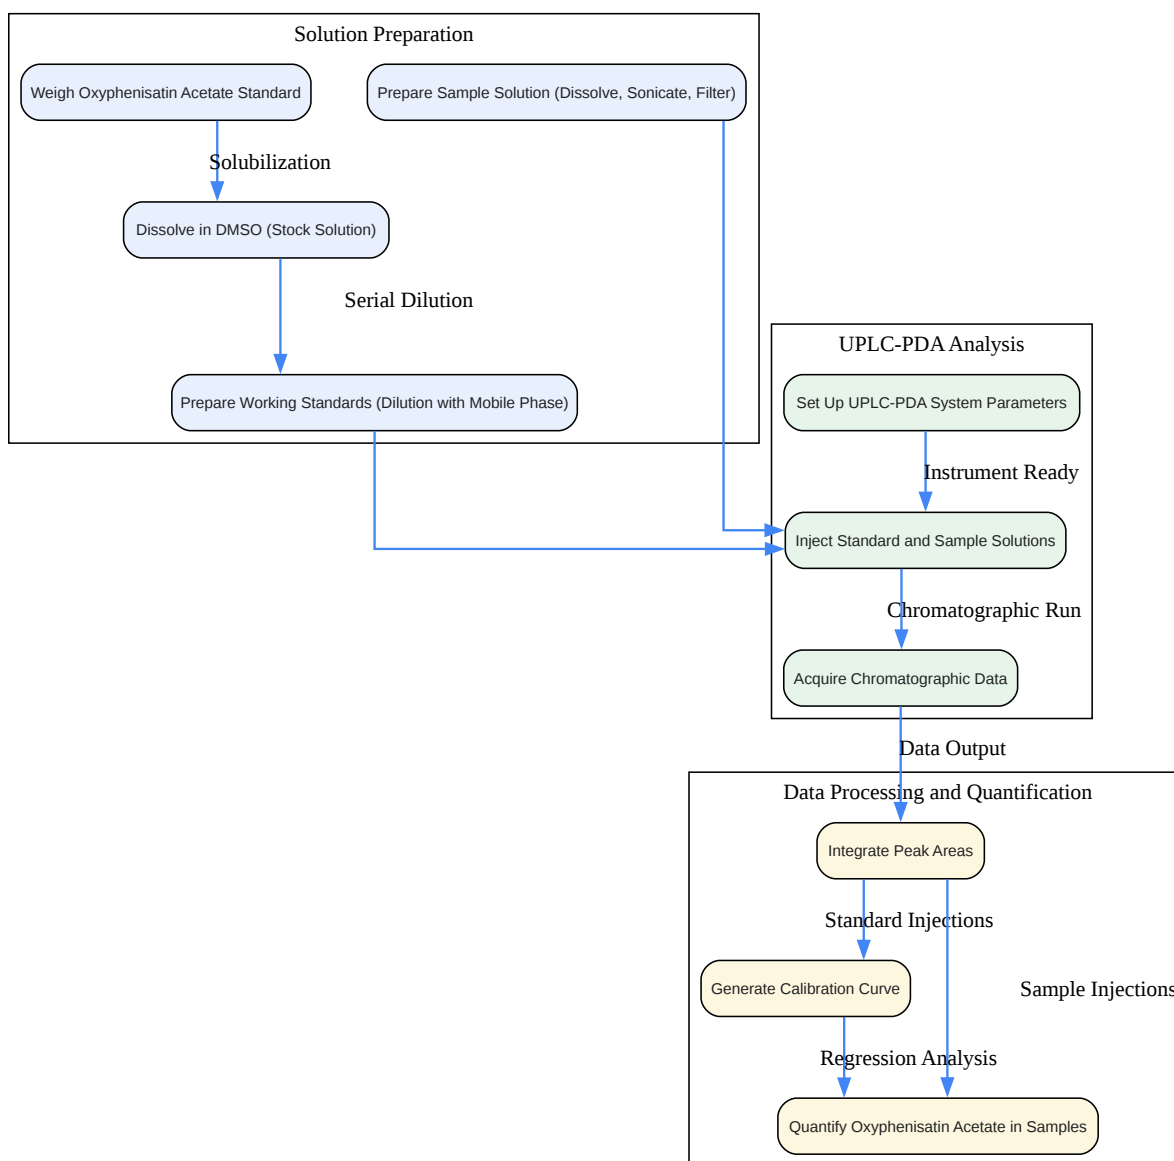 Solution Preparation
Weigh Oxyphenisatin Acetate Standard
Prepare Sample Solution (Dissolve, Sonicate, Filter)
Solubilization
Dissolve in DMSO (Stock Solution)
Serial Dilution
Prepare Working Standards (Dilution with Mobile Phase)
UPLC-PDA Analysis
Set Up UPLC-PDA System Parameters
Instrument Ready
Inject Standard and Sample Solutions
Chromatographic Run
Acquire Chromatographic Data
Data Output
Data Processing and Quantification
Integrate Peak Areas
Standard Injections
Generate Calibration Curve
Sample Injections
Regression Analysis
Quantify Oxyphenisatin Acetate in Samples